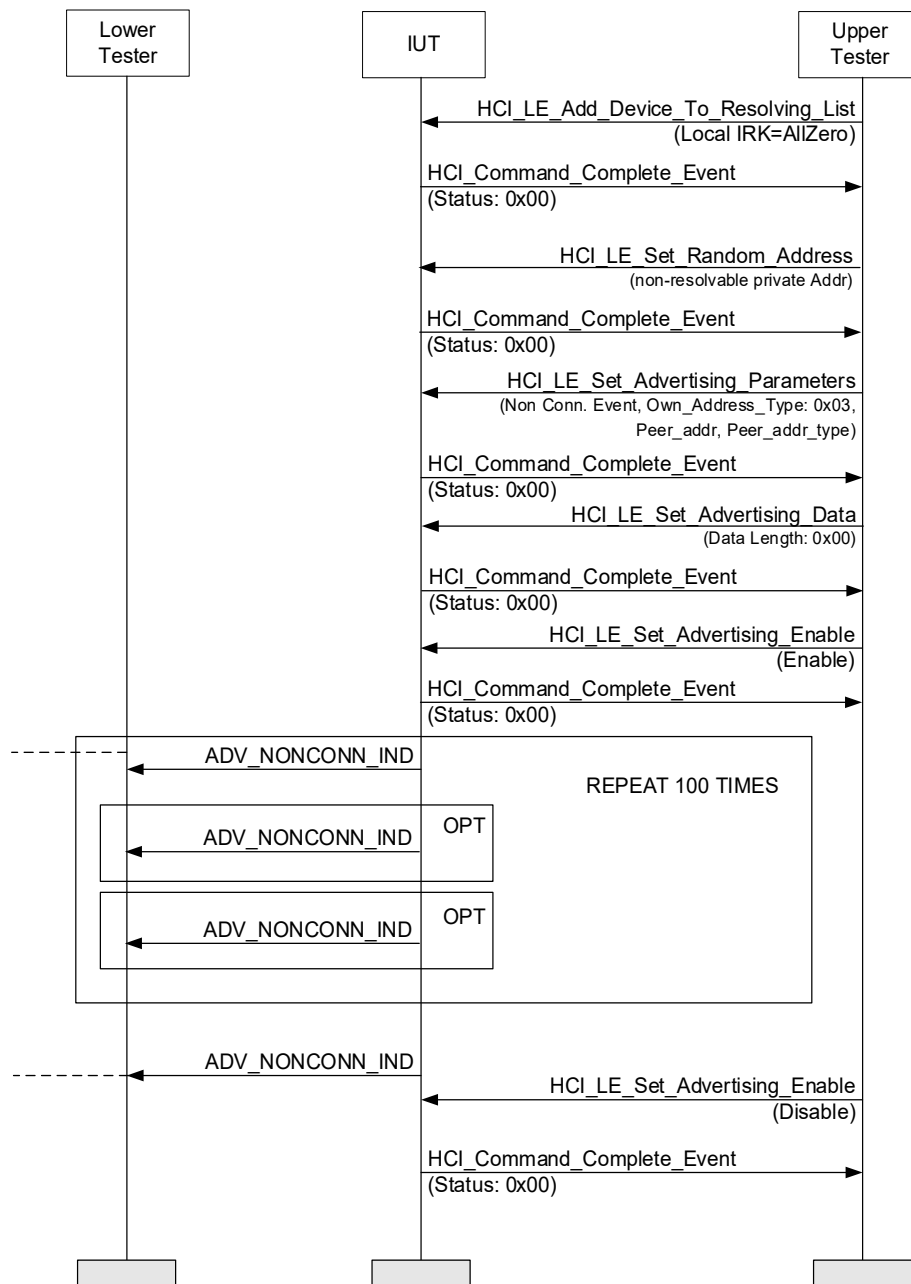 Lower
Tester
IUT
Upper
Tester
HCI_LE_Add_Device_To_Resolving_List
(Local IRK=AllZero)
HCI_Command_Complete_Event
(Status: 0x00)
HCI_LE_Set_Random_Address
(non-resolvable private Addr)
HCI_Command_Complete_Event
(Status: 0x00)
HCI_LE_Set_Advertising_Parameters
(Non Conn. Event, Own_Address_Type: 0x03,
Peer_addr, Peer_addr_type)
HCI_Command_Complete_Event
(Status: 0x00)
HCI_LE_Set_Advertising_Data
(Data Length: 0x00)
HCI_Command_Complete_Event
(Status: 0x00)
HCI_LE_Set_Advertising_Enable
(Enable)
HCI_Command_Complete_Event
(Status: 0x00)
ADV_NONCONN_IND
REPEAT 100 TIMES
OPT
ADV_NONCONN_IND
OPT
ADV_NONCONN_IND
ADV_NONCONN_IND
HCI_LE_Set_Advertising_Enable
(Disable)
HCI_Command_Complete_Event
(Status: 0x00)